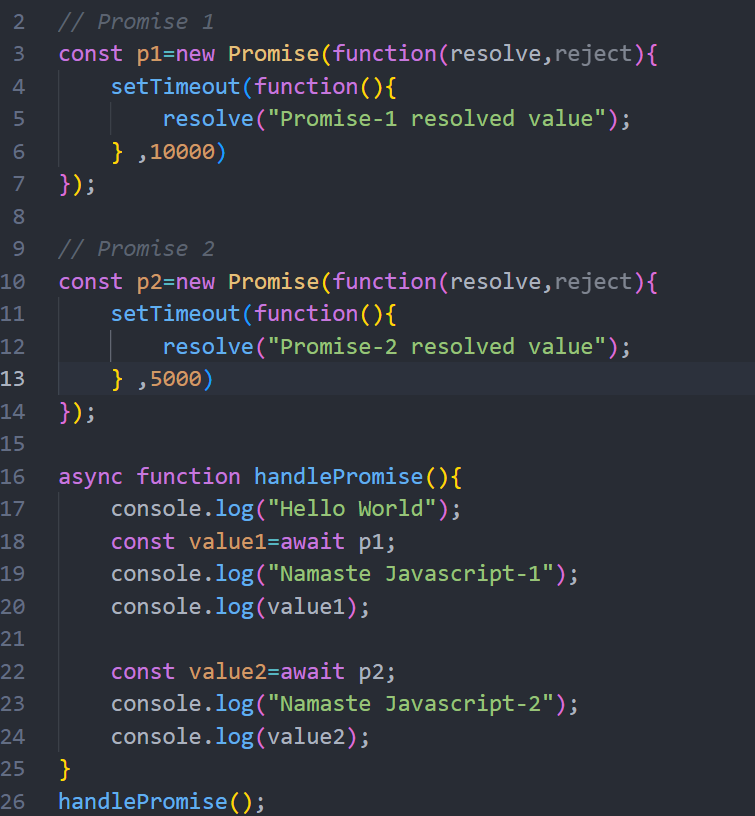 2 // Promise 1
3 const p1=new Promise(function(resolve,reject){
4     setTimeout(function(){
5         resolve("Promise-1 resolved value");
6     } ,10000)
7 });
8
9 // Promise 2
10 const p2=new Promise(function(resolve,reject){
11     setTimeout(function(){
12         resolve("Promise-2 resolved value");
13     } ,5000)
14 });
15
16 async function handlePromise(){
17     console.log("Hello World");
18     const value1=await p1;
19     console.log("Namaste Javascript-1");
20     console.log(value1);
21
22     const value2=await p2;
23     console.log("Namaste Javascript-2");
24     console.log(value2);
25 }
26 handlePromise();